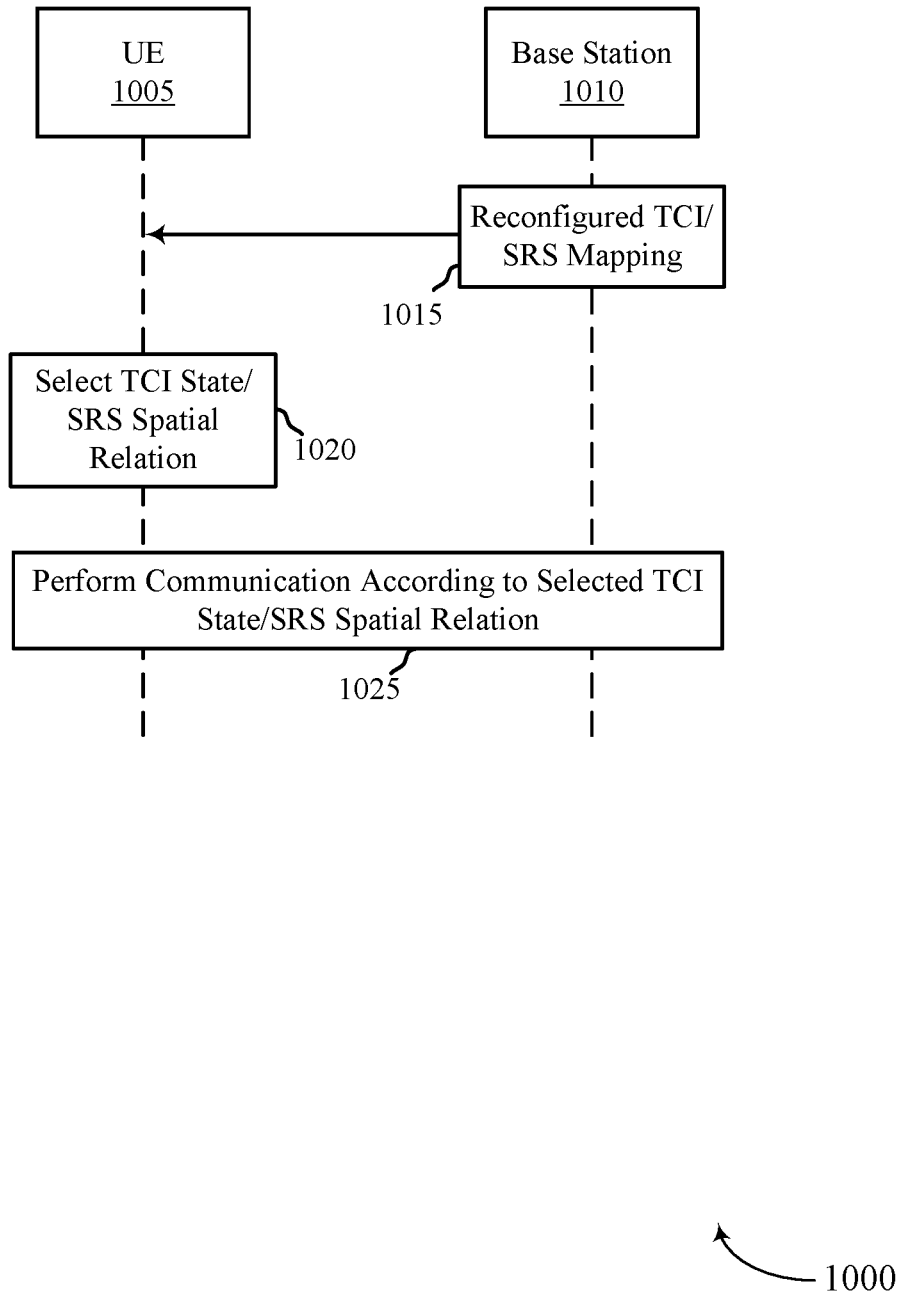 UE
1005
Base Station
1010
Reconfigured TCI/
SRS Mapping
1015
Select TCI State/
SRS Spatial
Relation
1020
Perform Communication According to Selected TCI
State/SRS Spatial Relation
1025
1000